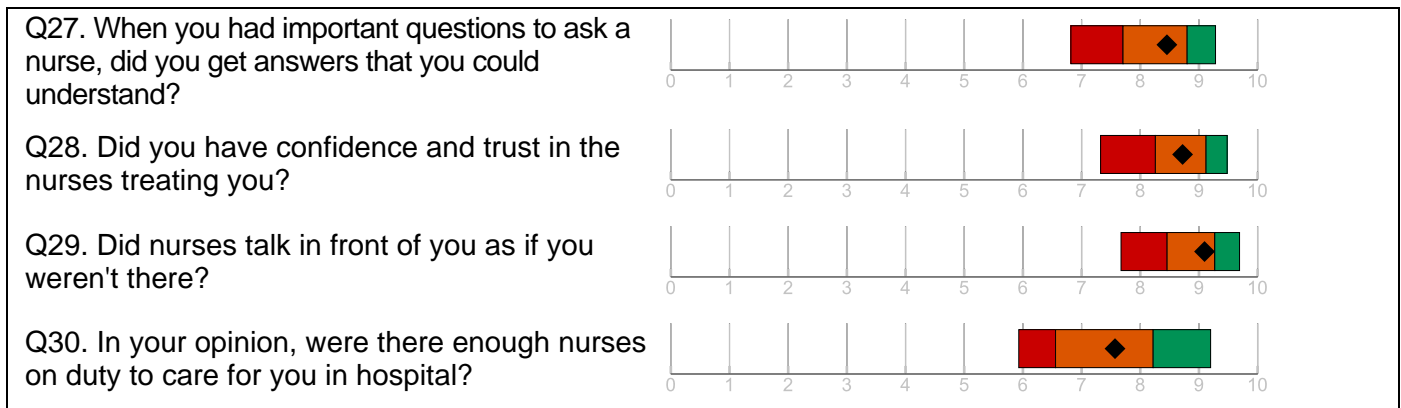 Q27. When you had important questions to ask a
nurse, did you get answers that you could
understand?
0 1 2 3 4 5 6 7 8 9 10
Q28. Did you have confidence and trust in the
nurses treating you?
0 1 2 3 4 5 6 7 8 9 10
Q29. Did nurses talk in front of you as if you
weren't there?
0 1 2 3 4 5 6 7 8 9 10
Q30. In your opinion, were there enough nurses
on duty to care for you in hospital?
0 1 2 3 4 5 6 7 8 9 10